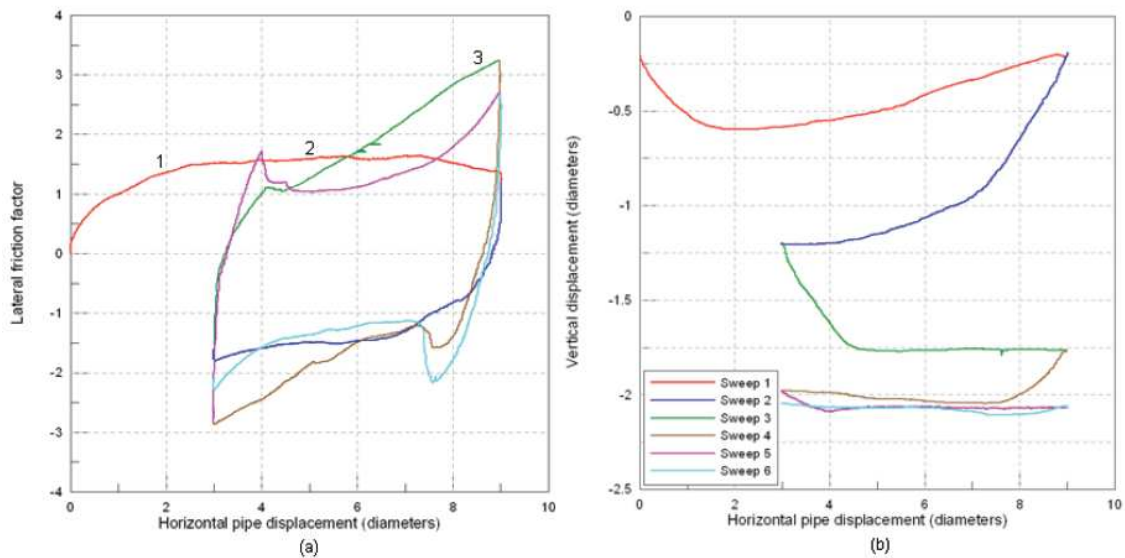 4
3
2
1
0
-1
-2
-3
-4
Lateral friction factor
1
2
3
0 2 4 6 8 10
Horizontal pipe displacement (diameters)
(a)
0
-0.5
-1
-1.5
-2
-2.5
Vertical displacement (diameters)
Sweep 1
Sweep 2
Sweep 3
Sweep 4
Sweep 5
Sweep 6
0 2 4 6 8 10
Horizontal pipe displacement (diameters)
(b)